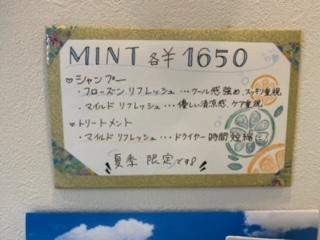 MINT 各¥1650
♡シャンプー
・フローズンリフレッシュ…クール感強め、スッキリ重視
・マイルドリフレッシュ…優しい清涼感、ケア重視
♡トリートメント
・マイルドリフレッシュ…ドライヤー時間短縮
夏季限定です!